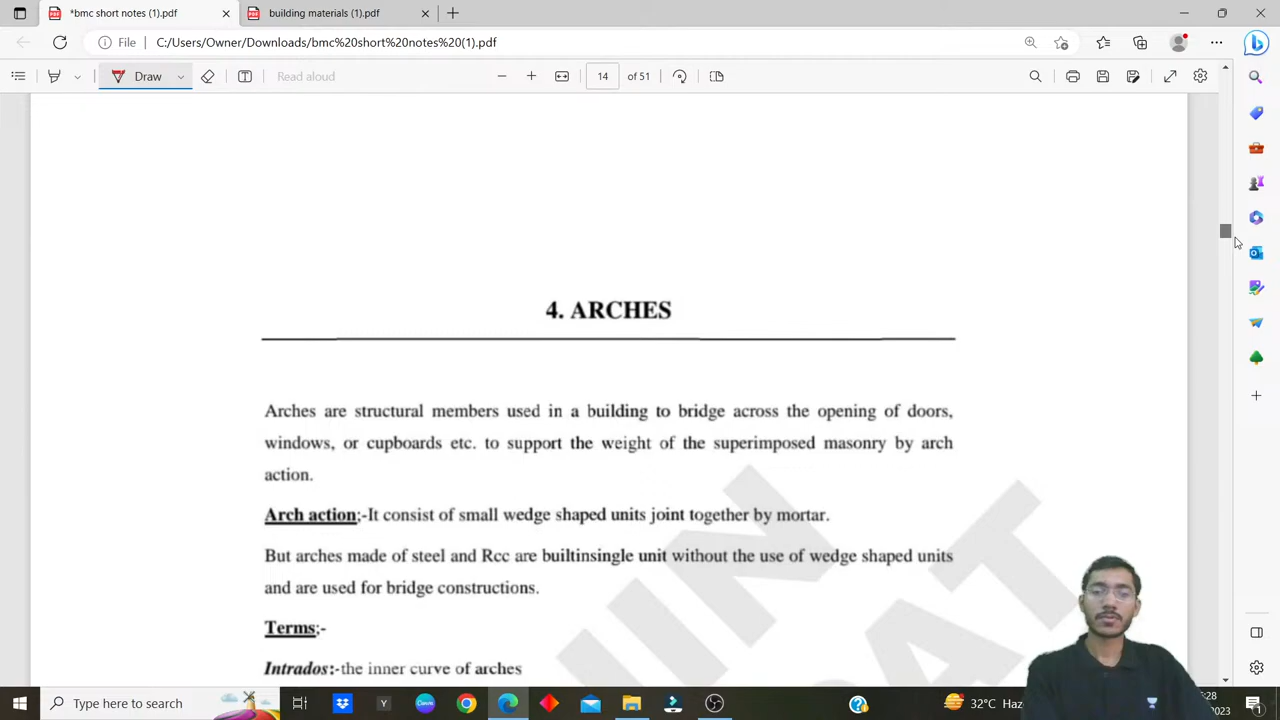 *bmc short notes (1).pdf
building materials (1).pdf
File
C:/Users/Owner/Downloads/bmc%20short%20notes%20(1).pdf
Draw
Read aloud
14
of 51
4. ARCHES
Arches are structural members used in a building to bridge across the opening of doors,
windows, or cupboards etc. to support the weight of the superimposed masonry by arch
action.
Arch action;-It consist of small wedge shaped units joint together by mortar.
But arches made of steel and Rcc are builtinsingle unit without the use of wedge shaped units
and are used for bridge constructions.
Terms;-
Intrados:-the inner curve of arches
Type here to search
32°C Haz
:28
2023